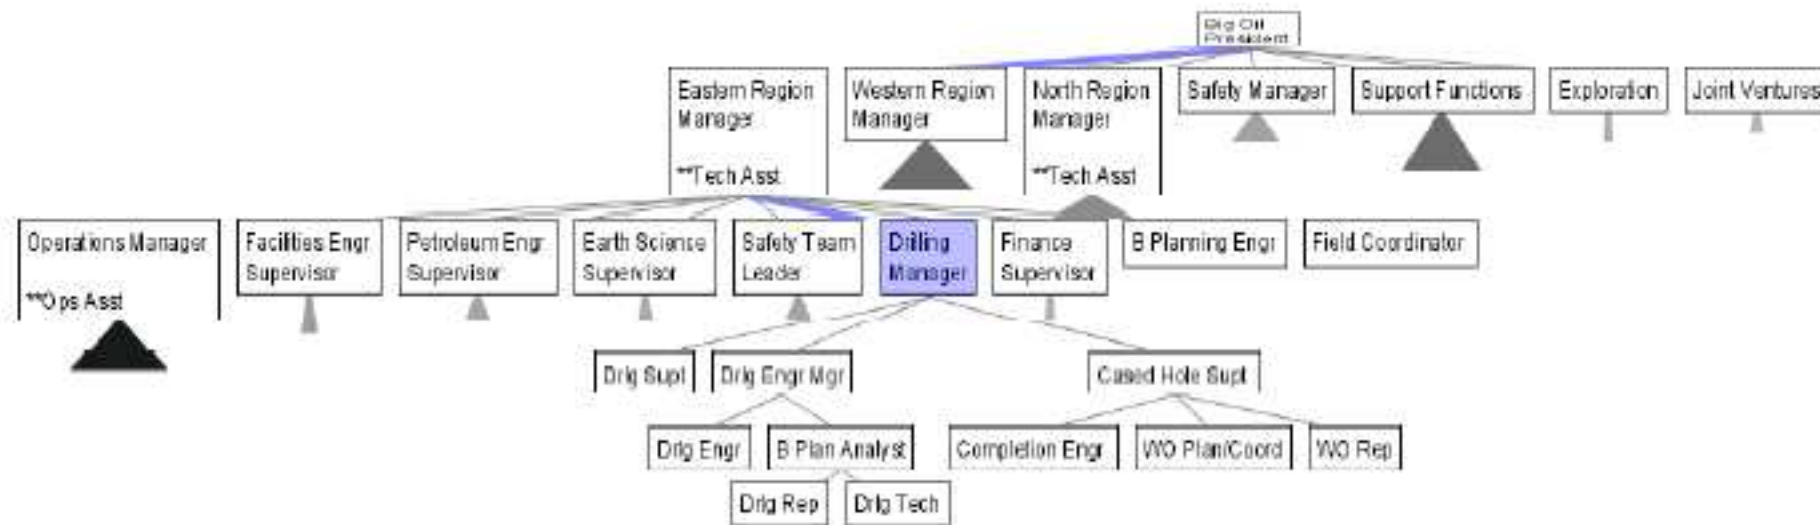 Big Oil
President
Eastern Region
Manager
**Tech Asst
Western Region
Manager
North Region
Manager
**Tech Asst
Safety Manager
Support Functions
Exploration
Joint Ventures
Operations Manager
**Ops Asst
Facilities Engr
Supervisor
Petroleum Engr
Supervisor
Earth Science
Supervisor
Safety Team
Leader
Drilling
Manager
Finance
Supervisor
B Planning Engr
Field Coordinator
Drlg Supt
Drlg Engr Mgr
Cased Hole Supt
Drlg Engr
B Plan Analyst
Completion Engr
WO Plan/Coord
WO Rep
Drlg Rep
Drlg Tech